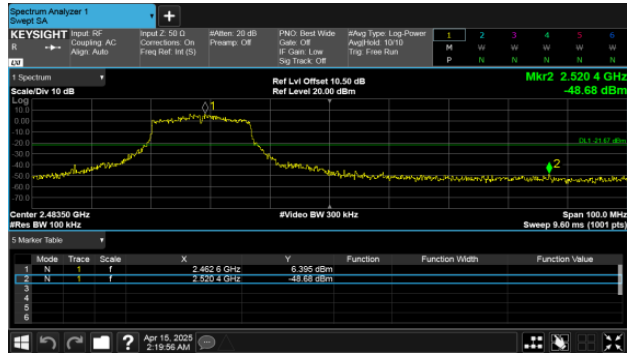 Spectrum Analyzer 1
Swept SA
+
KEYSIGHT Input: RF Input Z: 50 Ω #Atten: 20 dB PNO: Best Wide #Avg Type: Log-Power 1 2 3 4 5 6
R Coupling: AC Corrections: On Preamp: Off Gate: Off Avg|Hold: 10/10 M W W W W W
Align: Auto Freq Ref: Int (S) IF Gain: Low Trig: Free Run
LXI Sig Track: Off P N N N N N
1 Spectrum Ref Lvl Offset 10.50 dB Mkr2 2.520 4 GHz
Scale/Div 10 dB Ref Level 20.00 dBm -48.68 dBm
Log
10.0
0.00
-10.0
-20.0
-30.0
-40.0
-50.0
-60.0
-70.0
1
DL1 -21.67 dBm
2
Center 2.48350 GHz #Video BW 300 kHz Span 100.0 MHz
#Res BW 100 kHz Sweep 9.60 ms (1001 pts)
5 Marker Table
Mode Trace Scale X Y Function Function Width Function Value
1 N 1 f 2.462 6 GHz 6.395 dBm
2 N 1 f 2.520 4 GHz -48.68 dBm
3
4
5
6
? Apr 15, 2025
2:19:56 AM